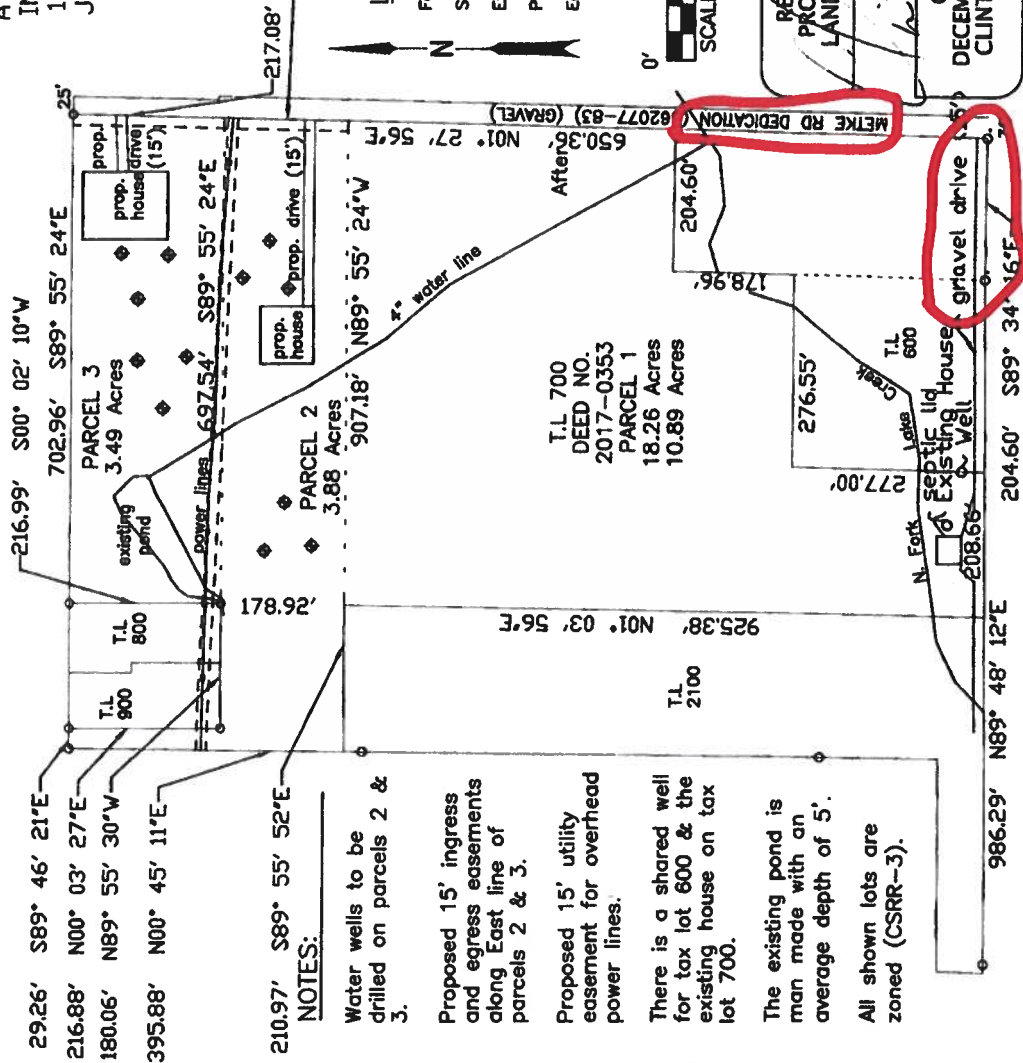 A
IN
1
J
216.99' S00° 02' 10"W
702.96' S89° 55' 24"E
25'
217.08'
PARCEL 3
3.49 Acres
prop.
house
prop.
drive
(15')
existing
pond
power lines 697.54' S89° 55' 24"E
prop. drive (15')
prop.
house
T.L
800
T.L
900
178.92'
PARCEL 2
3.88 Acres
907.18' N89° 55' 24"W
650.36' N01° 27' 56"E
METKE RD DEDICATION (62077-83) (GRAVEL)
After
water line
204.60'
178.96'
T.L 700
DEED NO.
2017-0353
PARCEL 1
18.26 Acres
10.89 Acres
276.55'
277.00'
N. Fork Lake Creek
T.L
600
septic lid
Existing House
gravel drive (15')
Well
208.66'
T.L
2100
925.38' N01° 03' 56"E
986.29' N89° 48' 12"E
204.60' S89° 34' 16"E
29.26' S89° 46' 21"E
216.88' N00° 03' 27"E
180.06' N89° 55' 30"W
395.88' N00° 45' 11"E
210.97' S89° 55' 52"E
NOTES:
Water wells to be
drilled on parcels 2 &
3.
Proposed 15' ingress
and egress easements
along East line of
parcels 2 & 3.
Proposed 15' utility
easement for overhead
power lines.
There is a shared well
for tax lot 600 & the
existing house on tax
lot 700.
The existing pond is
man made with an
average depth of 5'.
All shown lots are
zoned (CSRR-3).
N
0'
SCALE
PRO
LAND
DECEM
CLINT